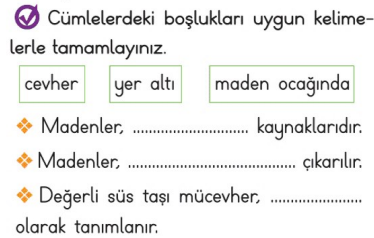 Cümlelerdeki boşlukları uygun kelime-
lerle tamamlayınız.
cevher yer altı maden ocağında
Madenler, ............................ kaynaklarıdır.
Madenler, ........................................ çıkarılır.
Değerli süs taşı mücevher, ......................
olarak tanımlanır.